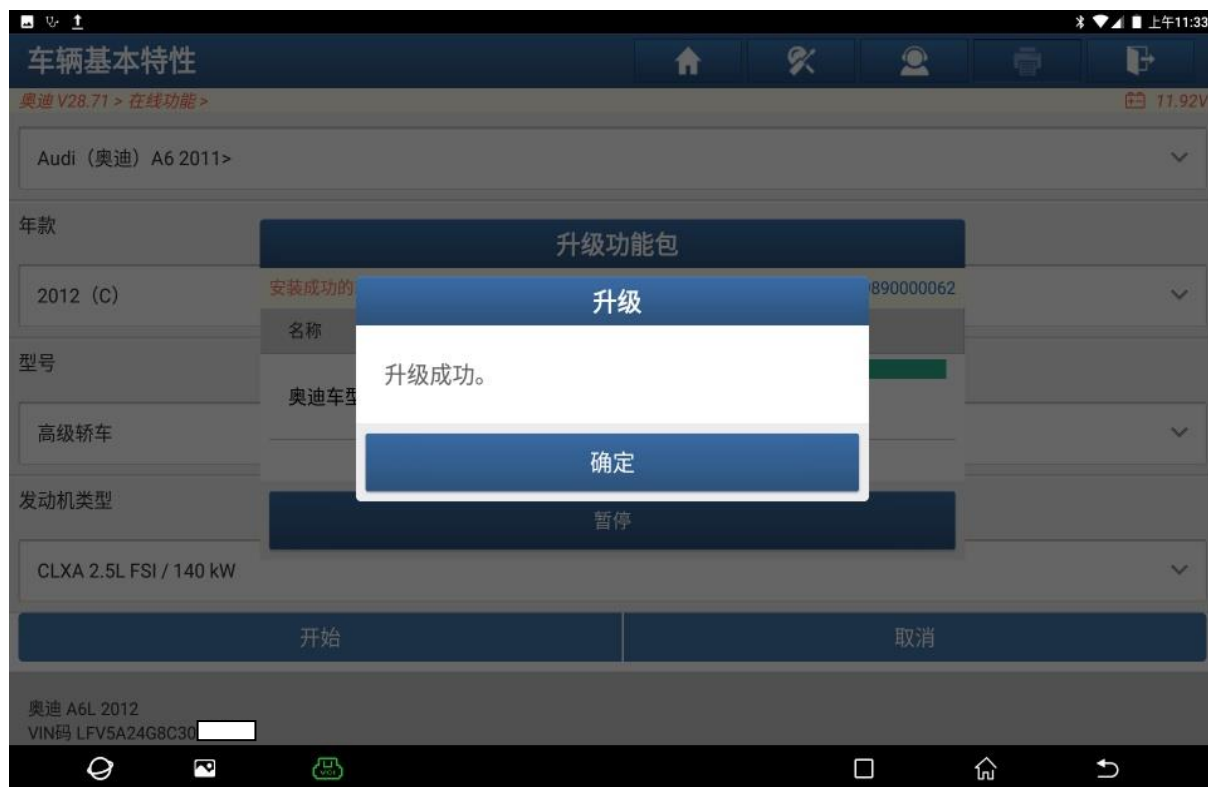 上午11:33
车辆基本特性
奥迪 V28.71 > 在线功能 >
11.92V
Audi（奥迪）A6 2011>
年款
升级功能包
2012（C）
安装成功的
890000062
升级
名称
型号
升级成功。
奥迪车型
高级轿车
确定
发动机类型
暂停
CLXA 2.5L FSI / 140 kW
开始
取消
奥迪 A6L 2012
VIN码 LFV5A24G8C30
VCI